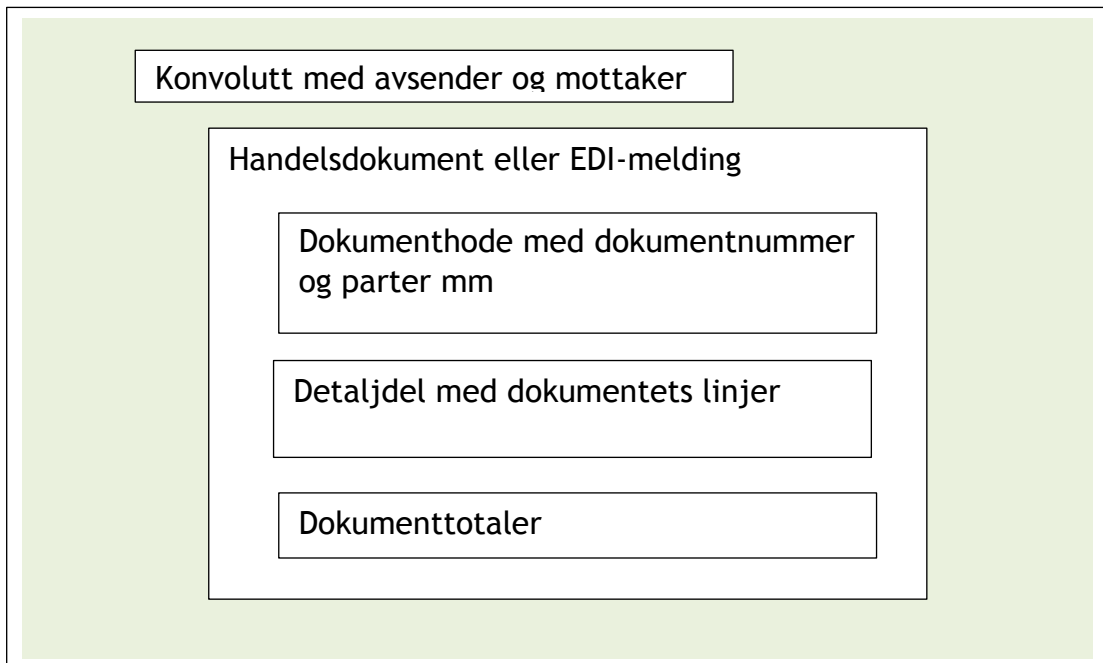 Konvolutt med avsender og mottaker
Handelsdokument eller EDI-melding
Dokumenthode med dokumentnummer
og parter mm
Detaljdel med dokumentets linjer
Dokumenttotaler